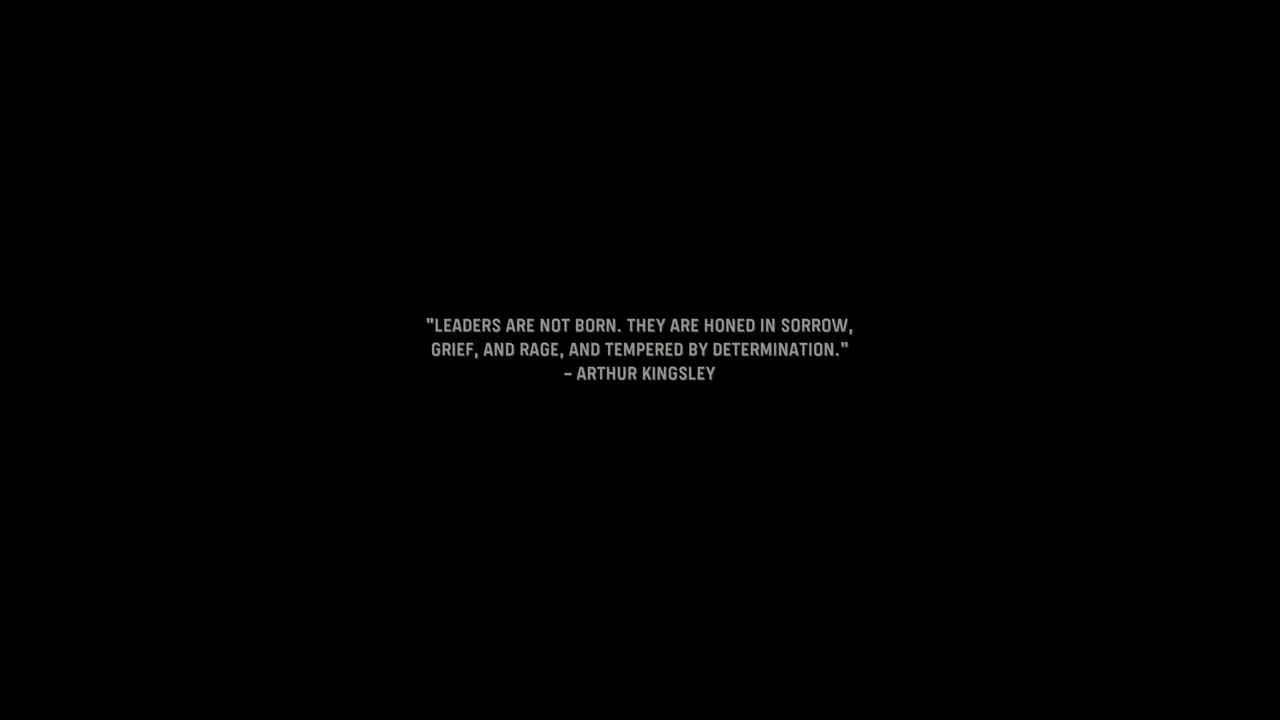 "LEADERS ARE NOT BORN. THEY ARE HONED IN SORROW,
GRIEF, AND RAGE, AND TEMPERED BY DETERMINATION."
– ARTHUR KINGSLEY